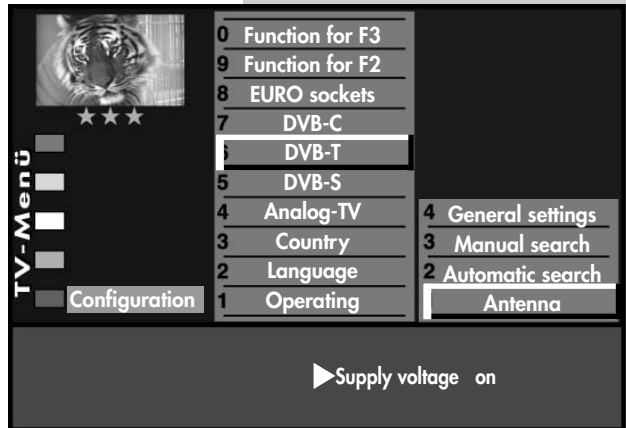 0 Function for F3
9 Function for F2
8 EURO sockets
7 DVB-C
DVB-T
5 DVB-S
4 Analog-TV
3 Country
2 Language
1 Operating
TV-Menü
Configuration
4 General settings
3 Manual search
2 Automatic search
Antenna
Supply voltage on